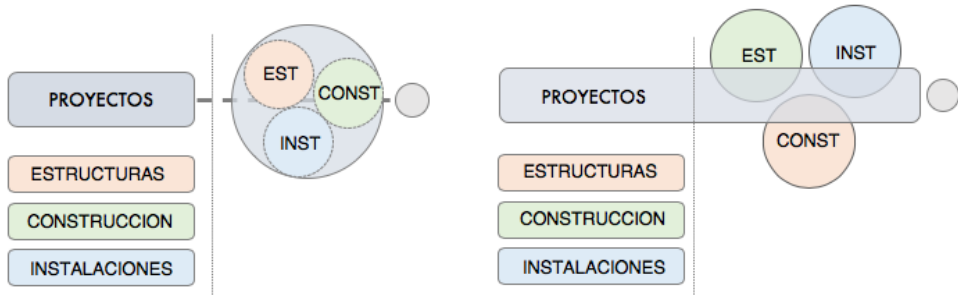 EST
CONST
INST
PROYECTOS
ESTRUCTURAS
CONSTRUCCION
INSTALACIONES
EST
INST
PROYECTOS
CONST
ESTRUCTURAS
CONSTRUCCION
INSTALACIONES